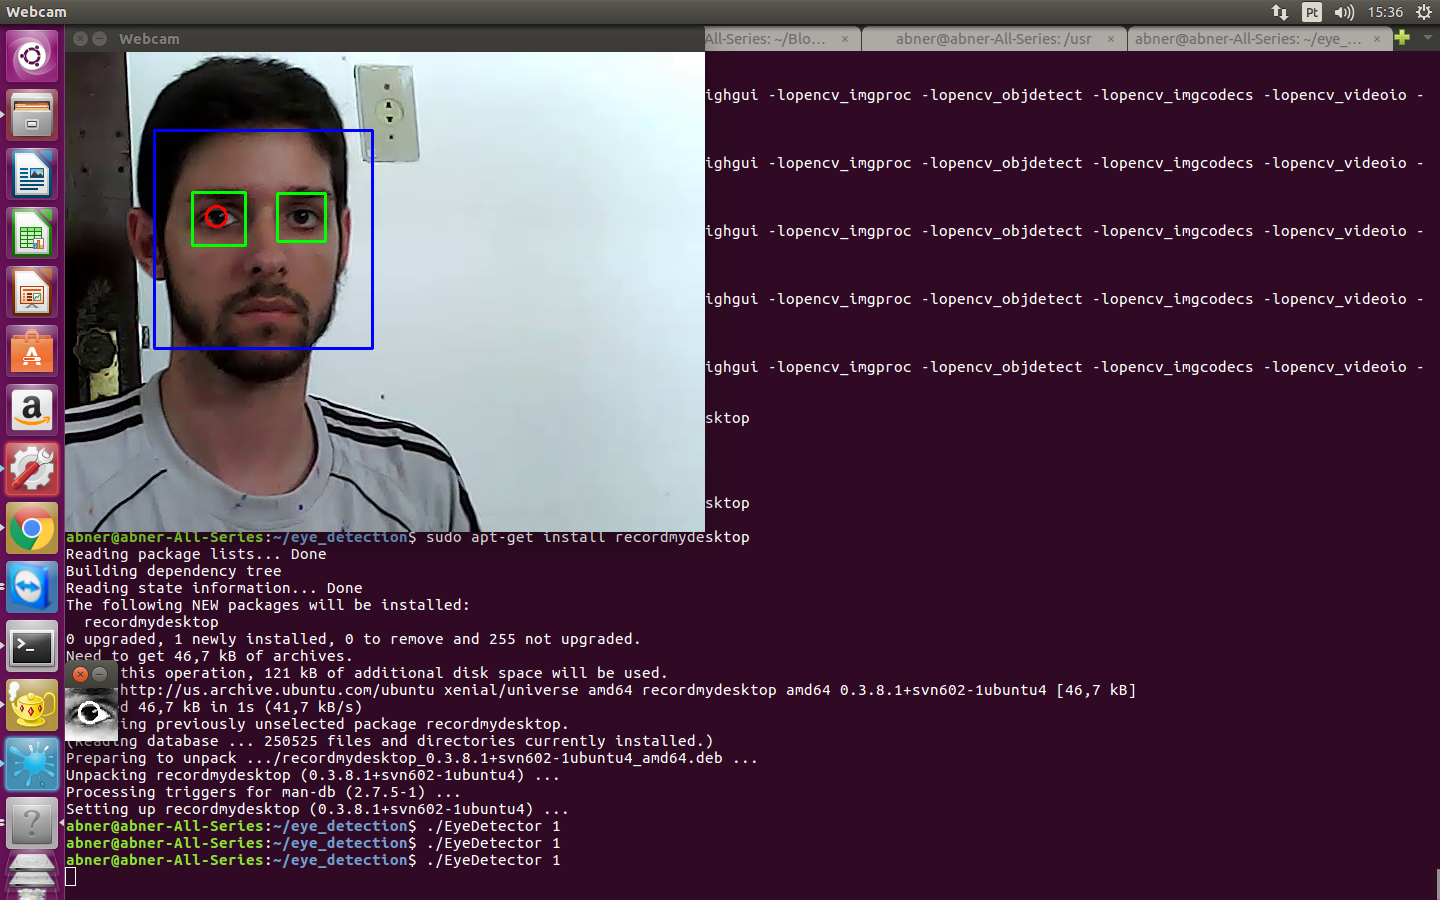 Webcam
Pt
15:36
Webcam
All-Series: ~/Blo... ×
abner@abner-All-Series: /usr ×
abner@abner-All-Series: ~/eye_... ×
ighgui -lopencv_imgproc -lopencv_objdetect -lopencv_imgcodecs -lopencv_videoio -
ighgui -lopencv_imgproc -lopencv_objdetect -lopencv_imgcodecs -lopencv_videoio -
ighgui -lopencv_imgproc -lopencv_objdetect -lopencv_imgcodecs -lopencv_videoio -
ighgui -lopencv_imgproc -lopencv_objdetect -lopencv_imgcodecs -lopencv_videoio -
ighgui -lopencv_imgproc -lopencv_objdetect -lopencv_imgcodecs -lopencv_videoio -
sktop
sktop
abner@abner-All-Series:~/eye_detection$ sudo apt-get install recordmydesktop
Reading package lists... Done
Building dependency tree
Reading state information... Done
The following NEW packages will be installed:
recordmydesktop
0 upgraded, 1 newly installed, 0 to remove and 255 not upgraded.
Need to get 46,7 kB of archives.
this operation, 121 kB of additional disk space will be used.
http://us.archive.ubuntu.com/ubuntu xenial/universe amd64 recordmydesktop amd64 0.3.8.1+svn602-1ubuntu4 [46,7 kB]
d 46,7 kB in 1s (41,7 kB/s)
ing previously unselected package recordmydesktop.
(Reading database ... 250525 files and directories currently installed.)
Preparing to unpack .../recordmydesktop_0.3.8.1+svn602-1ubuntu4_amd64.deb ...
Unpacking recordmydesktop (0.3.8.1+svn602-1ubuntu4) ...
Processing triggers for man-db (2.7.5-1) ...
Setting up recordmydesktop (0.3.8.1+svn602-1ubuntu4) ...
abner@abner-All-Series:~/eye_detection$ ./EyeDetector 1
abner@abner-All-Series:~/eye_detection$ ./EyeDetector 1
abner@abner-All-Series:~/eye_detection$ ./EyeDetector 1